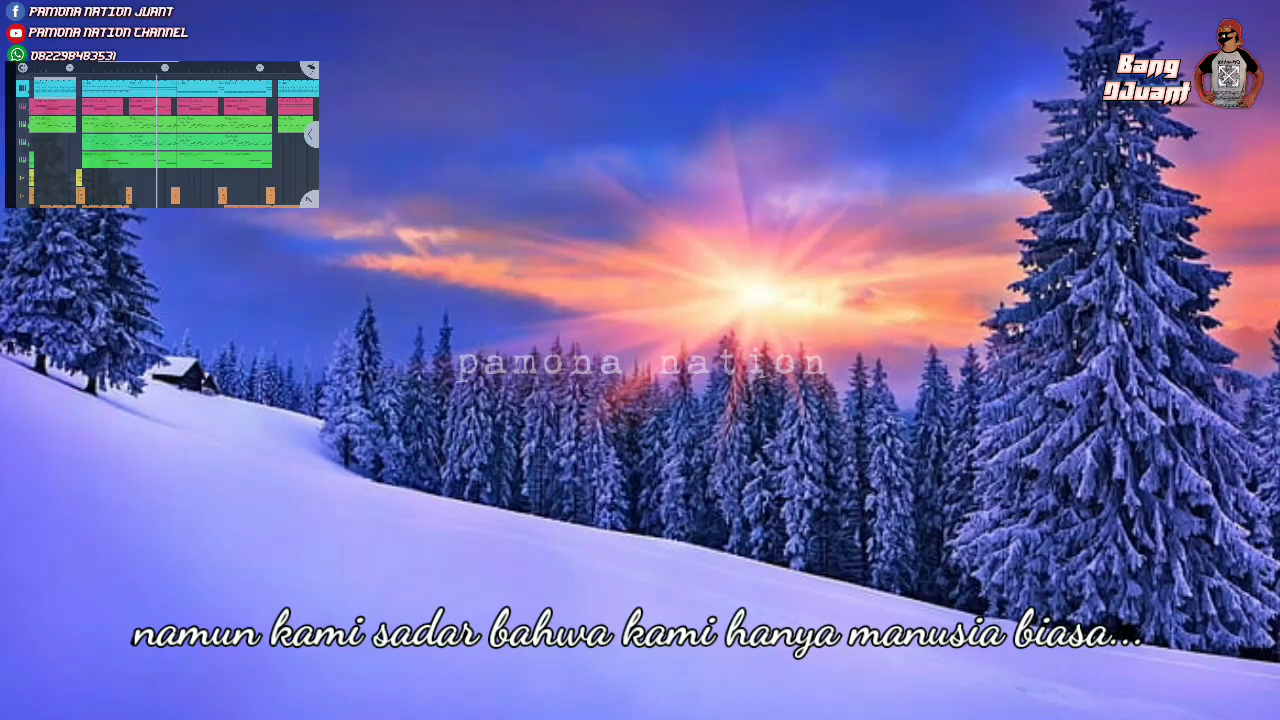 PAMONA NATION JUANT
PAMONA NATION CHANNEL
082298483531
Bang
DJuant
pamona nation
namun kami sadar bahwa kami hanya manusia biasa...